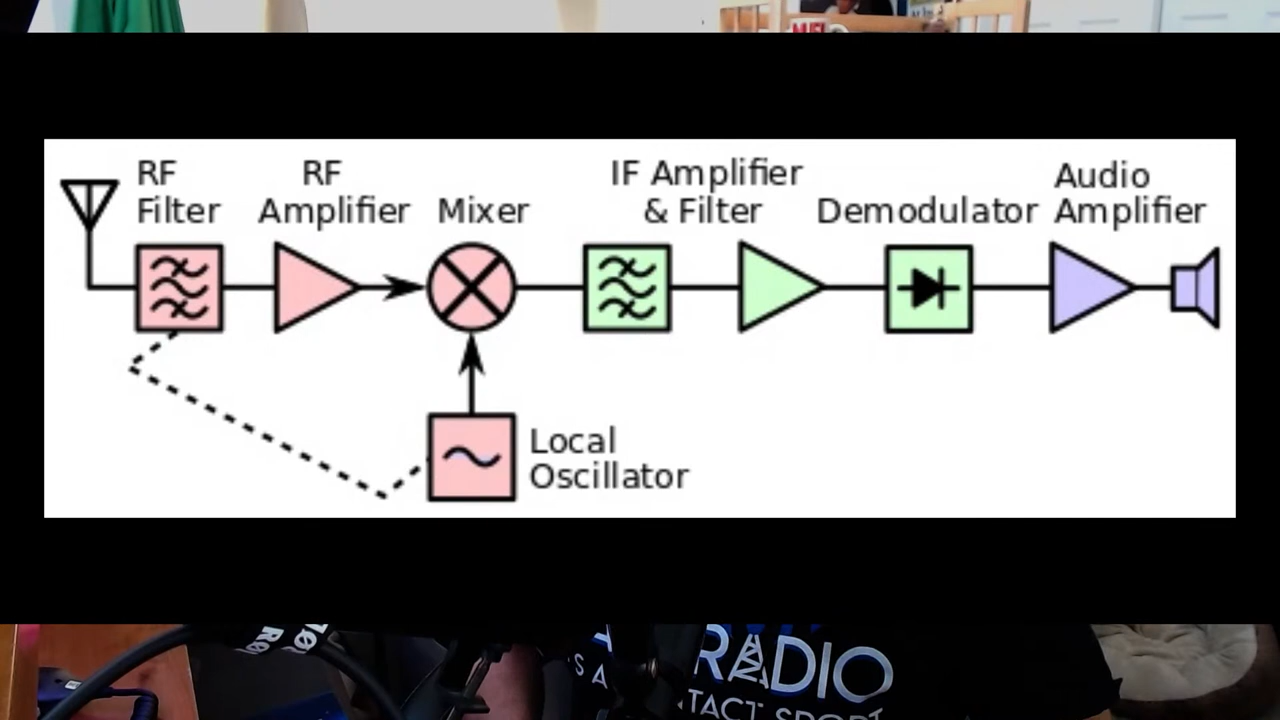 RF
Filter
RF
Amplifier
Mixer
IF Amplifier
& Filter
Demodulator
Audio
Amplifier
Local
Oscillator
RADIO